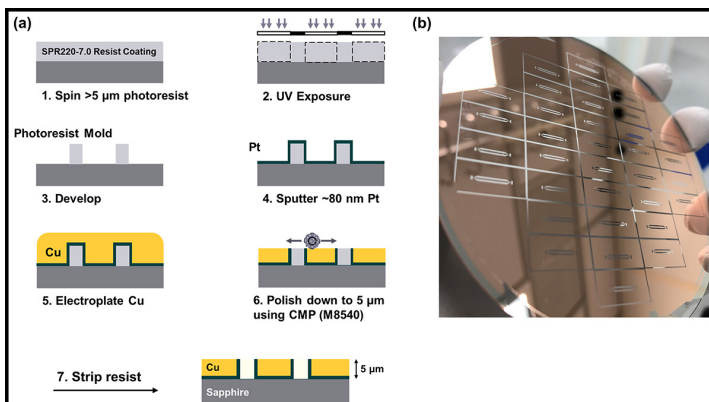 (a)
SPR220-7.0 Resist Coating
1. Spin >5 µm photoresist
2. UV Exposure
Photoresist Mold
3. Develop
Pt
4. Sputter ~80 nm Pt
Cu
5. Electroplate Cu
6. Polish down to 5 µm
using CMP (M8540)
7. Strip resist
Cu
5 µm
Sapphire
(b)